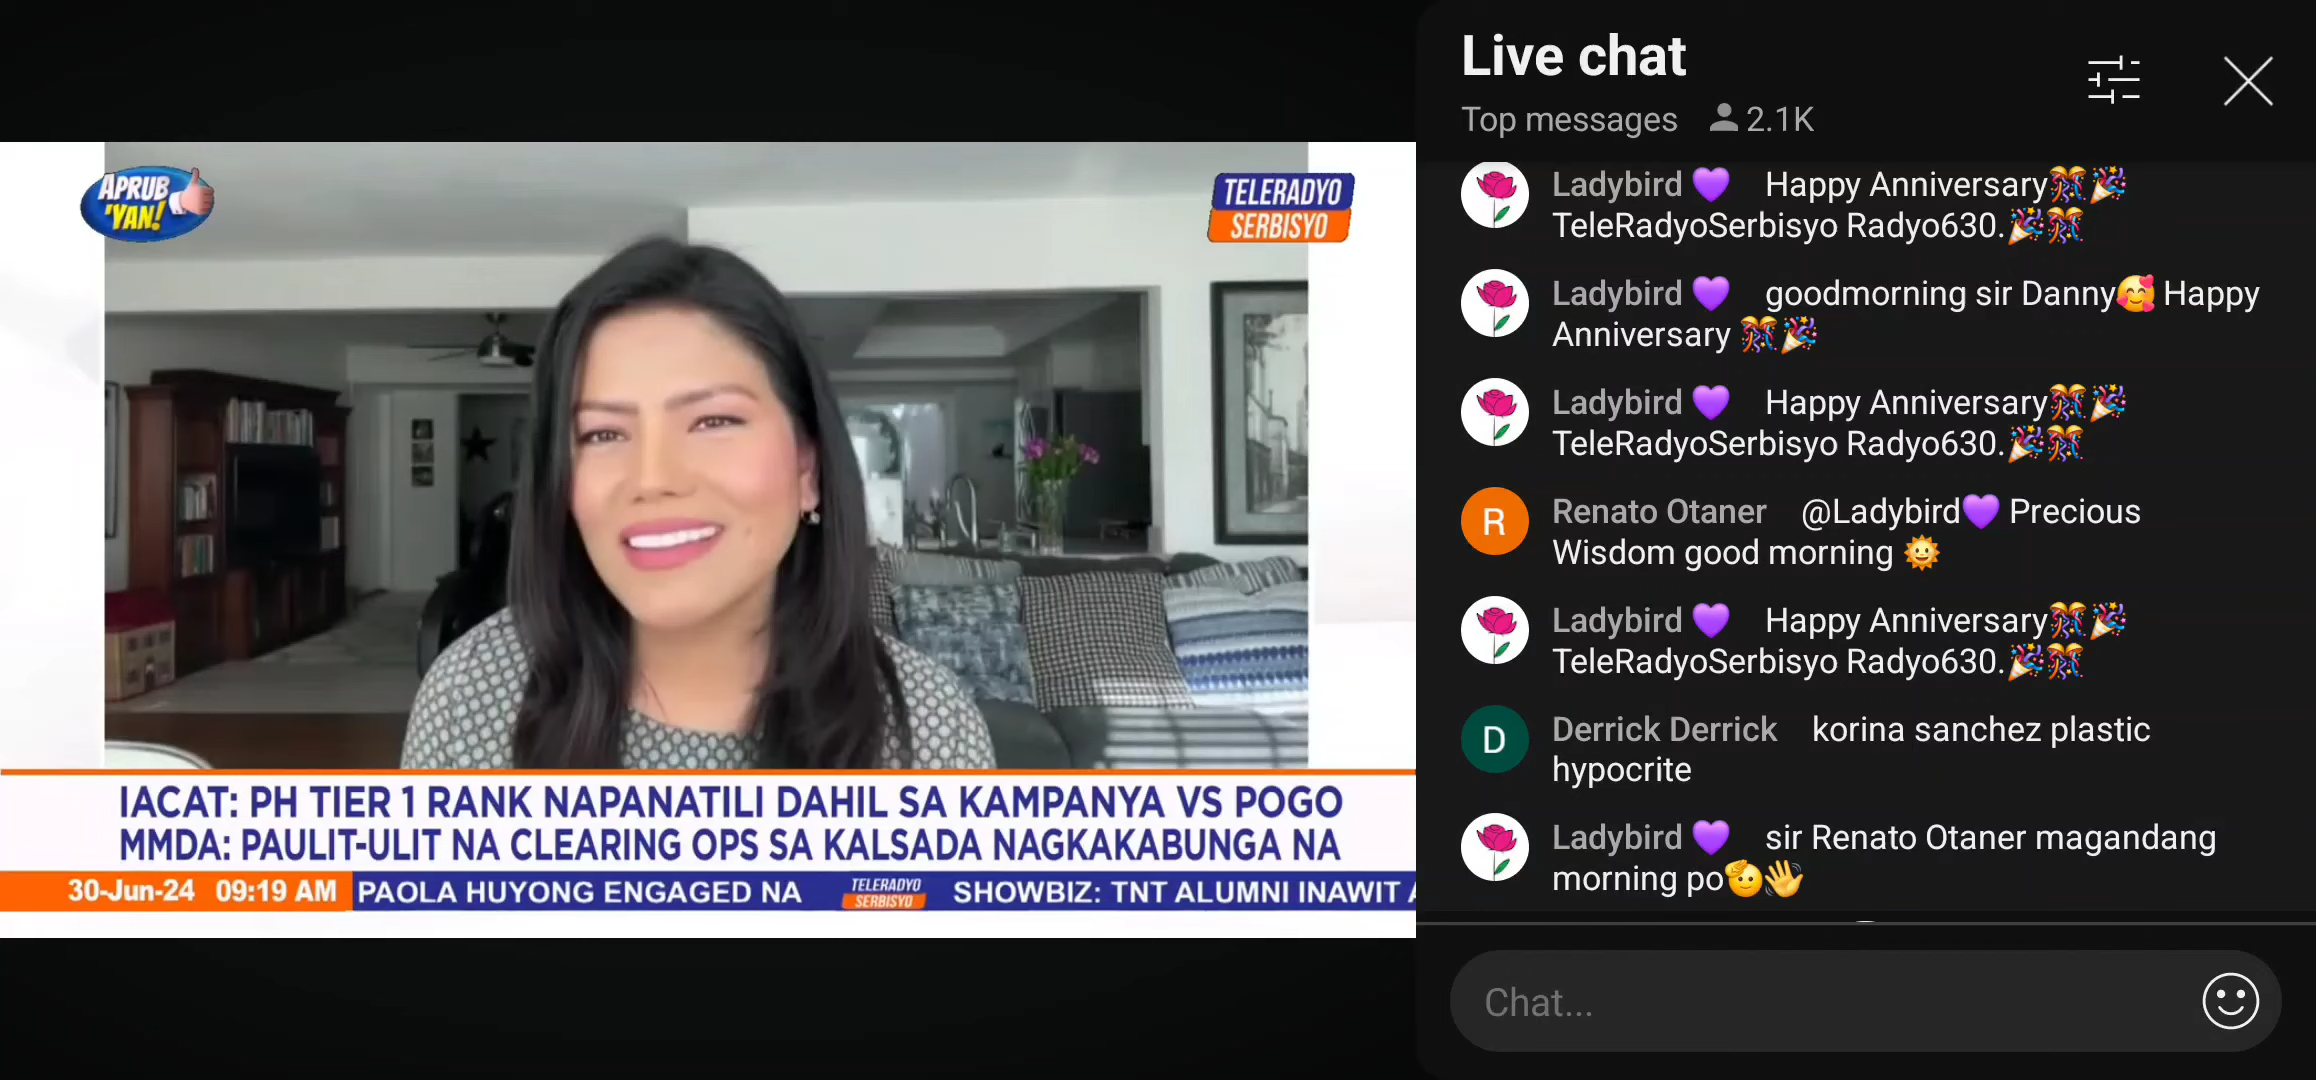 APRUB
'YAN!
TELERADYO
SERBISYO
IACAT: PH TIER 1 RANK NAPANATILI DAHIL SA KAMPANYA VS POGO
MMDA: PAULIT-ULIT NA CLEARING OPS SA KALSADA NAGKAKABUNGA NA
30-Jun-24 09:19 AM PAOLA HUYONG ENGAGED NA TELERADYO SERBISYO SHOWBIZ: TNT ALUMNI INAWIT
Live chat
Top messages 2.1K
Ladybird 💜 Happy Anniversary🎊🎉
TeleRadyoSerbisyo Radyo630.🎉🎊
Ladybird 💜 goodmorning sir Danny🥰 Happy
Anniversary 🎊🎉
Ladybird 💜 Happy Anniversary🎊🎉
TeleRadyoSerbisyo Radyo630.🎉🎊
R
Renato Otaner @Ladybird💜 Precious
Wisdom good morning 🌞
Ladybird 💜 Happy Anniversary🎊🎉
TeleRadyoSerbisyo Radyo630.🎉🎊
D
Derrick Derrick korina sanchez plastic
hypocrite
Ladybird 💜 sir Renato Otaner magandang
morning po🫡👋
Chat...